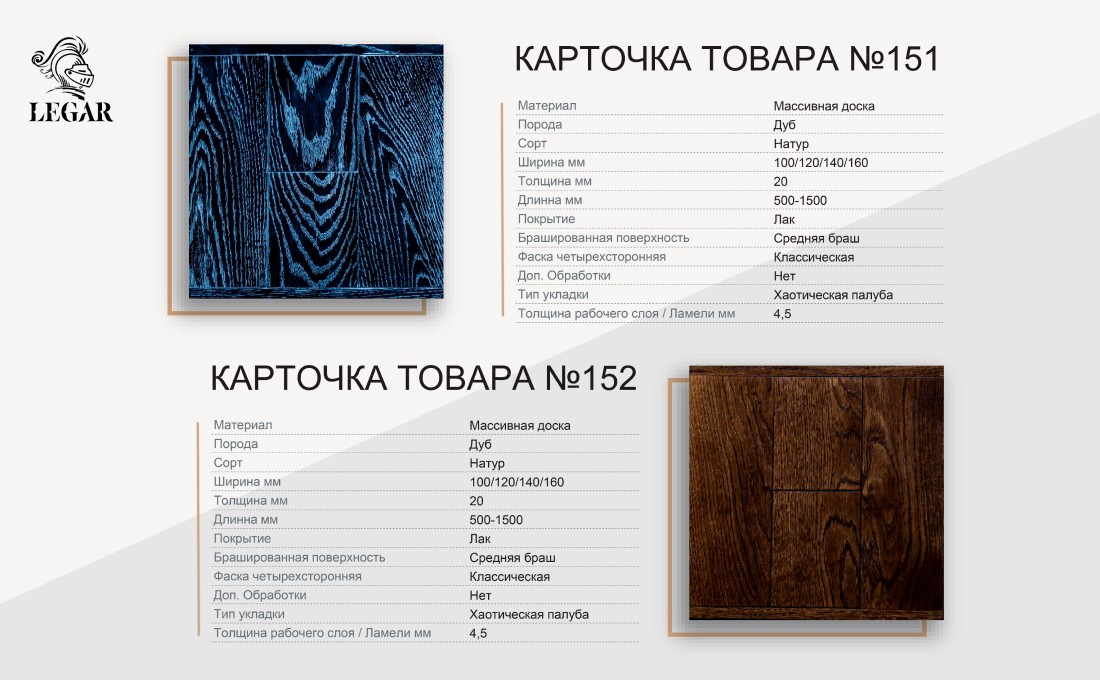 LEGAR
КАРТОЧКА ТОВАРА №151
Материал Массивная доска
Порода Дуб
Сорт Натур
Ширина мм 100/120/140/160
Толщина мм 20
Длинна мм 500-1500
Покрытие Лак
Брашированная поверхность Средняя браш
Фаска четырехсторонняя Классическая
Доп. Обработки Нет
Тип укладки Хаотическая палуба
Толщина рабочего слоя / Ламели мм 4,5
КАРТОЧКА ТОВАРА №152
Материал Массивная доска
Порода Дуб
Сорт Натур
Ширина мм 100/120/140/160
Толщина мм 20
Длинна мм 500-1500
Покрытие Лак
Брашированная поверхность Средняя браш
Фаска четырехсторонняя Классическая
Доп. Обработки Нет
Тип укладки Хаотическая палуба
Толщина рабочего слоя / Ламели мм 4,5